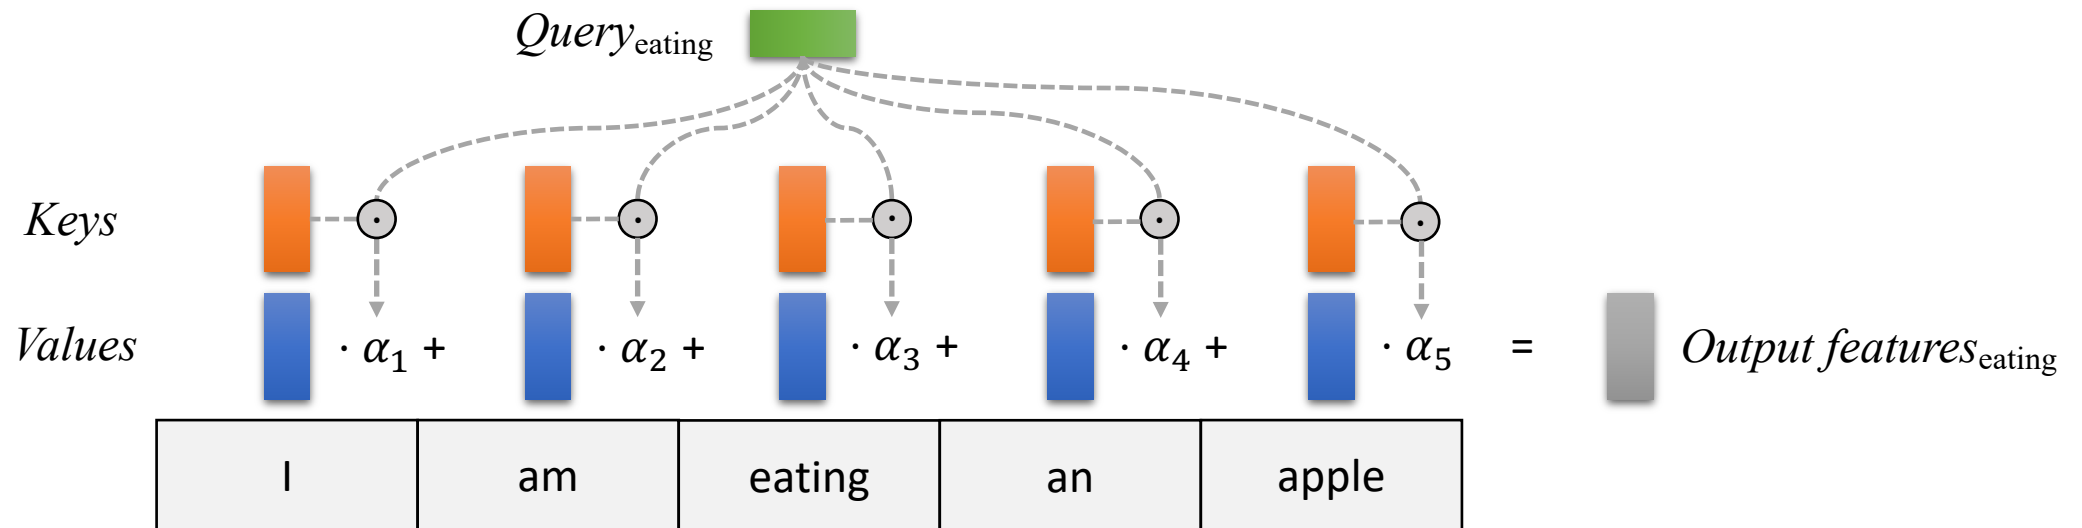 Query_eating
Keys
Values · α₁ + · α₂ + · α₃ + · α₄ + · α₅ = Output features_eating
I am eating an apple